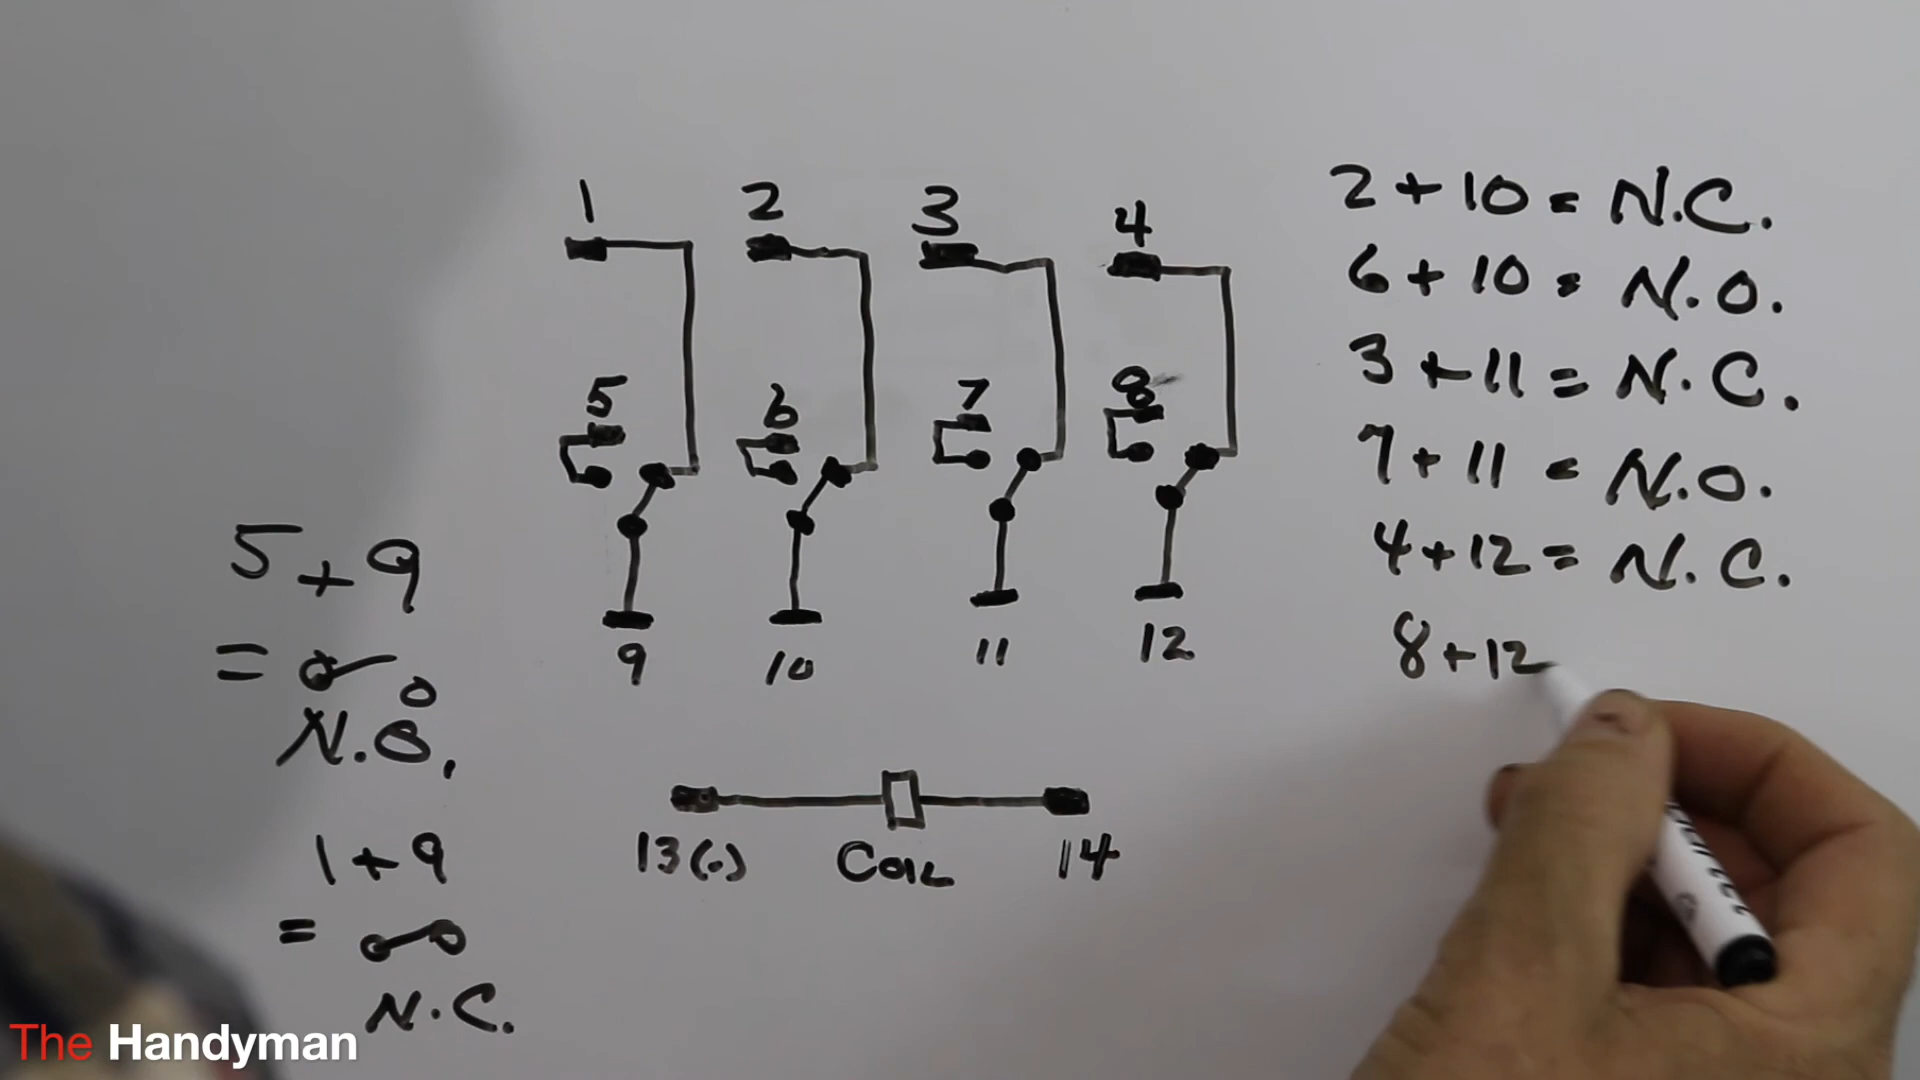 1 2 3 4
5 6 7 8
9 10 11 12
13(-) COIL 14
5+9
=
N.O.
1+9
=
N.C.
2+10= N.C.
6+10= N.O.
3+11= N.C.
7+11= N.O.
4+12= N.C.
8+12
The Handyman